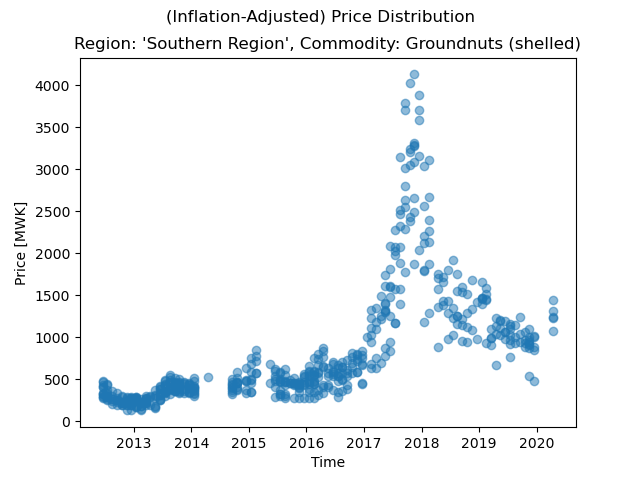 (Inflation-Adjusted) Price Distribution
Region: 'Southern Region', Commodity: Groundnuts (shelled)
Price [MWK]
4000
3500
3000
2500
2000
1500
1000
500
0
2013 2014 2015 2016 2017 2018 2019 2020
Time